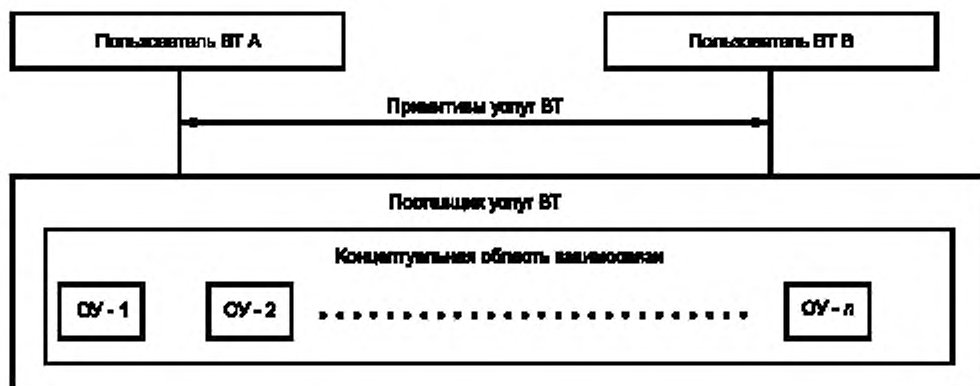 Пользователь ВТ А
Пользователь ВТ В
Примитивы услуг ВТ
Поставщик услуг ВТ
Концептуальная область взаимосвязи
ОУ - 1
ОУ - 2
ОУ - n